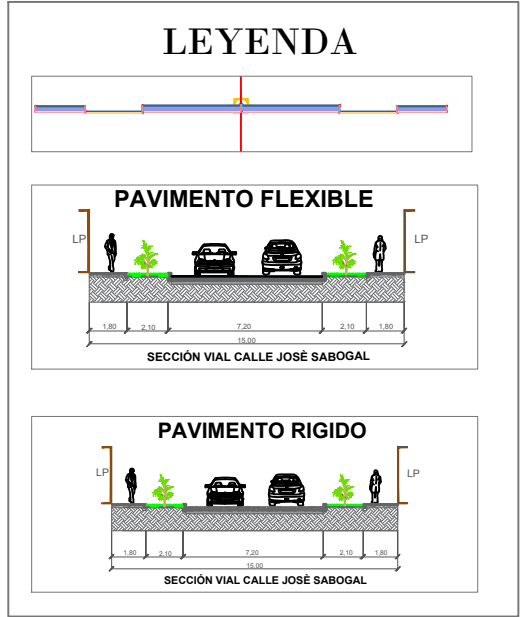 LEYENDA
PAVIMENTO FLEXIBLE
LP LP
1,80 2,10 7,20 2,10 1,80
15.00
SECCIÓN VIAL CALLE JOSÈ SABOGAL
PAVIMENTO RIGIDO
LP LP
1,80 2,10 7,20 2,10 1,80
15.00
SECCIÓN VIAL CALLE JOSÈ SABOGAL